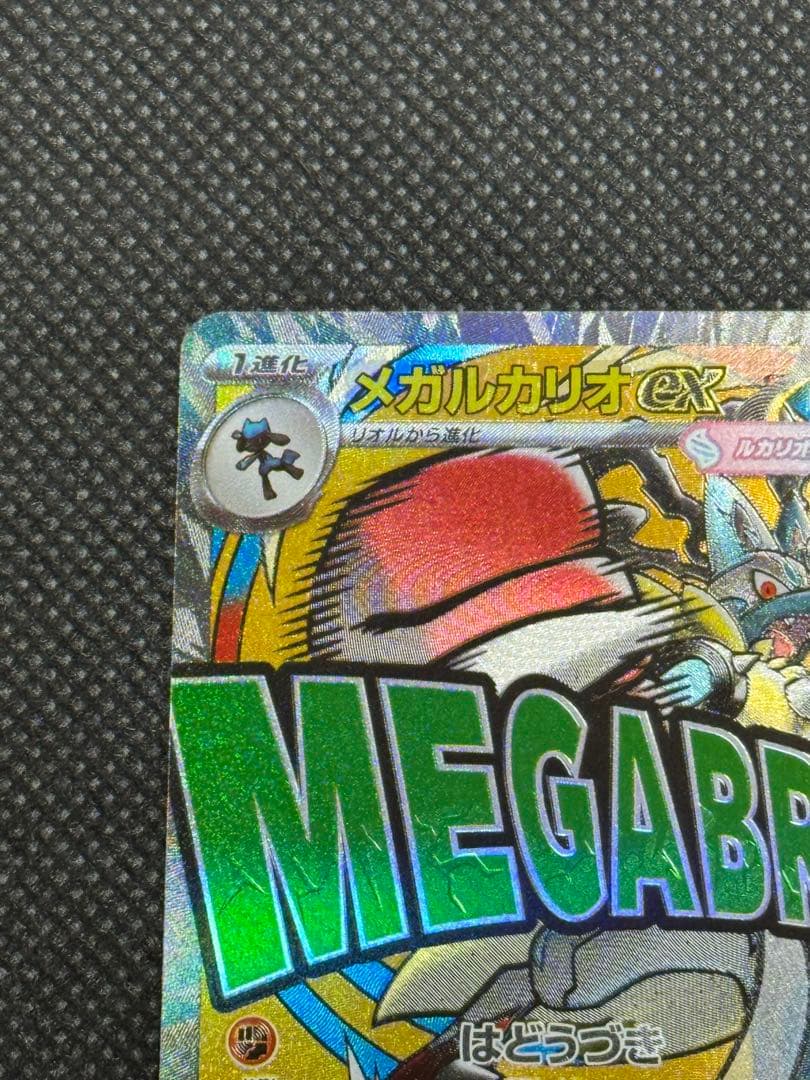 1進化
メガルカリオex
リオルから進化
ルカリオ
MEGABR
はどうづき